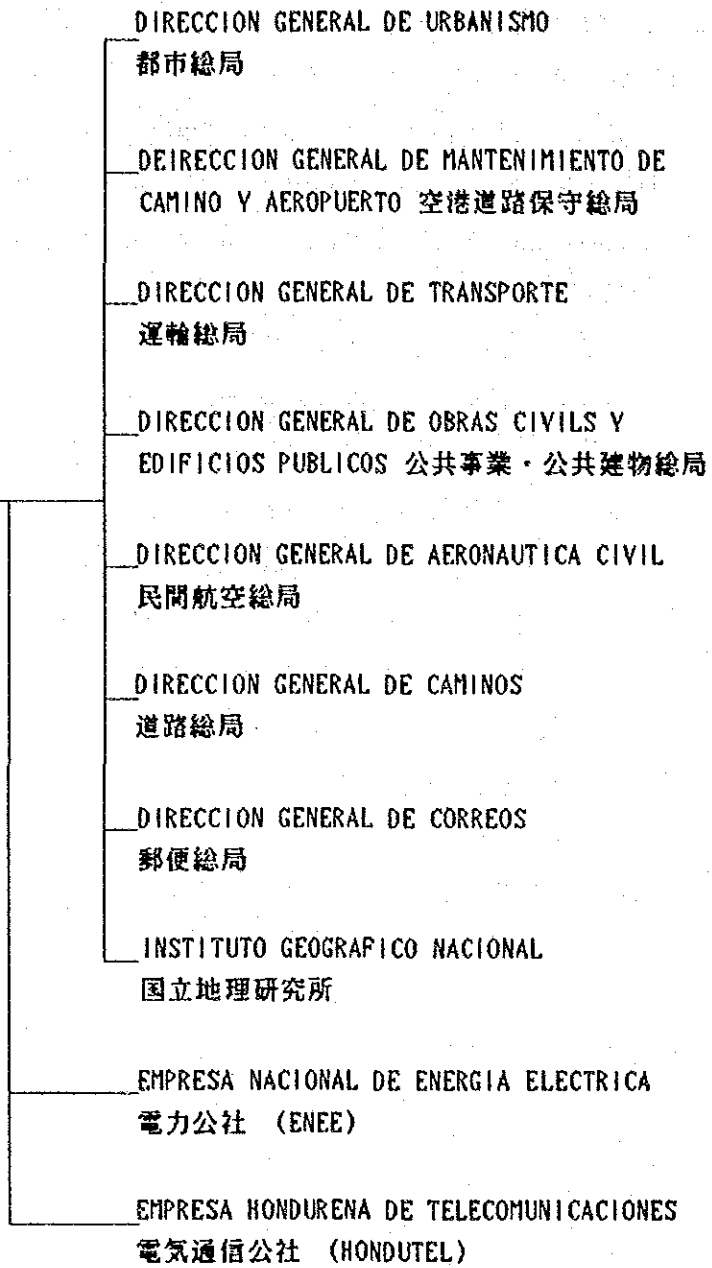 DIRECCION GENERAL DE URBANISMO
都市総局
DEIRECCION GENERAL DE MANTENIMIENTO DE
CAMINO Y AEROPUERTO 空港道路保守総局
DIRECCION GENERAL DE TRANSPORTE
運輸総局
DIRECCION GENERAL DE OBRAS CIVILS Y
EDIFICIOS PUBLICOS 公共事業・公共建物総局
DIRECCION GENERAL DE AERONAUTICA CIVIL
民間航空総局
DIRECCION GENERAL DE CAMINOS
道路総局
DIRECCION GENERAL DE CORREOS
郵便総局
INSTITUTO GEOGRAFICO NACIONAL
国立地理研究所
EMPRESA NACIONAL DE ENERGIA ELECTRICA
電力公社 (ENEE)
EMPRESA HONDURENA DE TELECOMUNICACIONES
電気通信公社 (HONDUTEL)